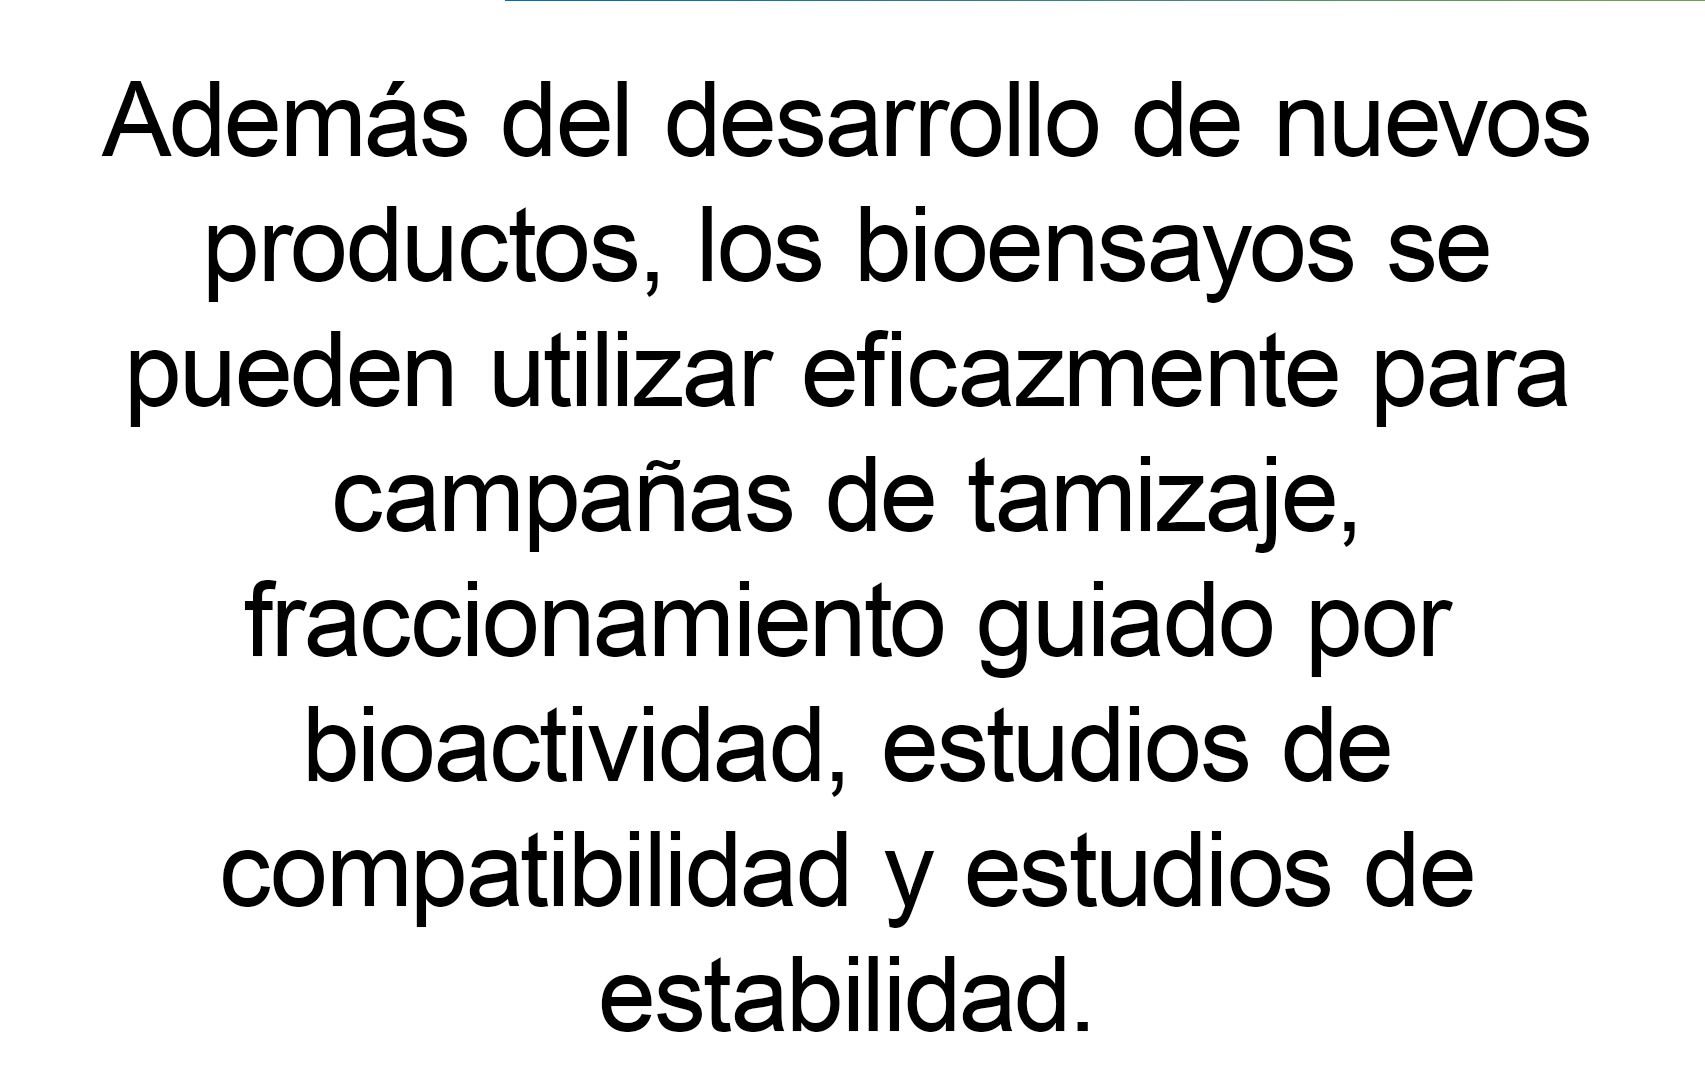 Además del desarrollo de nuevos
productos, los bioensayos se
pueden utilizar eficazmente para
campañas de tamizaje,
fraccionamiento guiado por
bioactividad, estudios de
compatibilidad y estudios de
estabilidad.